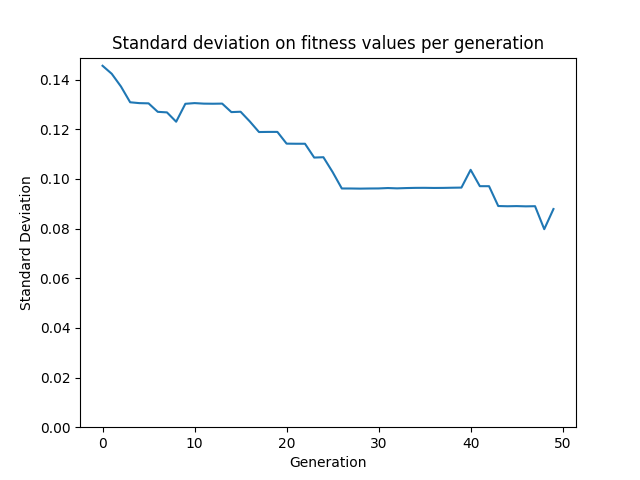 Standard deviation on fitness values per generation
Standard Deviation
0.14
0.12
0.10
0.08
0.06
0.04
0.02
0.00
0 10 20 30 40 50
Generation